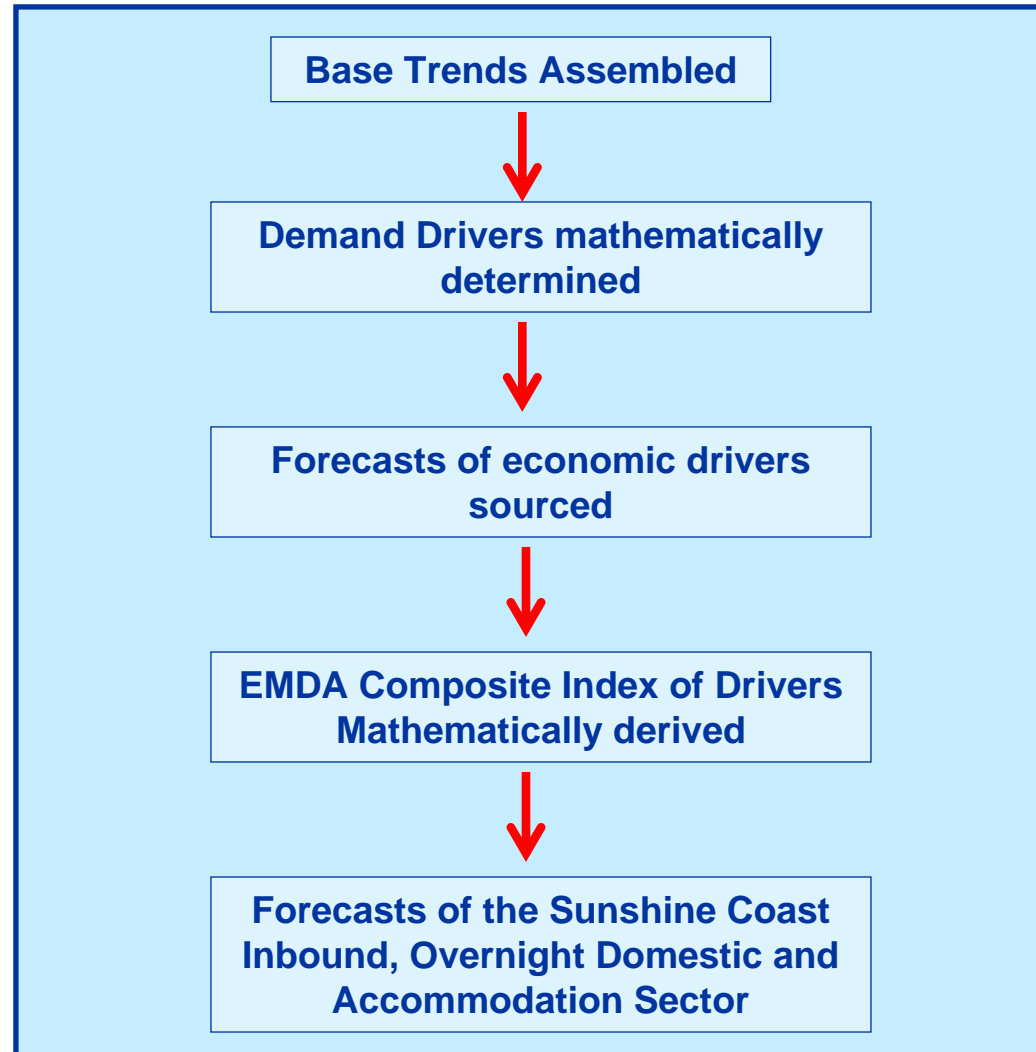 Base Trends Assembled
Demand Drivers mathematically
determined
Forecasts of economic drivers
sourced
EMDA Composite Index of Drivers
Mathematically derived
Forecasts of the Sunshine Coast
Inbound, Overnight Domestic and
Accommodation Sector